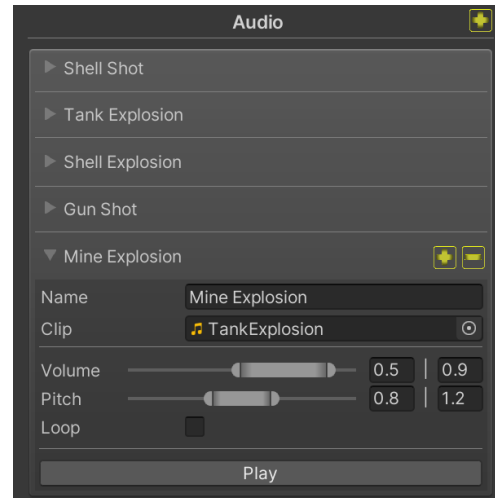 Audio
Shell Shot
Tank Explosion
Shell Explosion
Gun Shot
Mine Explosion
Name Mine Explosion
Clip TankExplosion
Volume 0.5 | 0.9
Pitch 0.8 | 1.2
Loop
Play